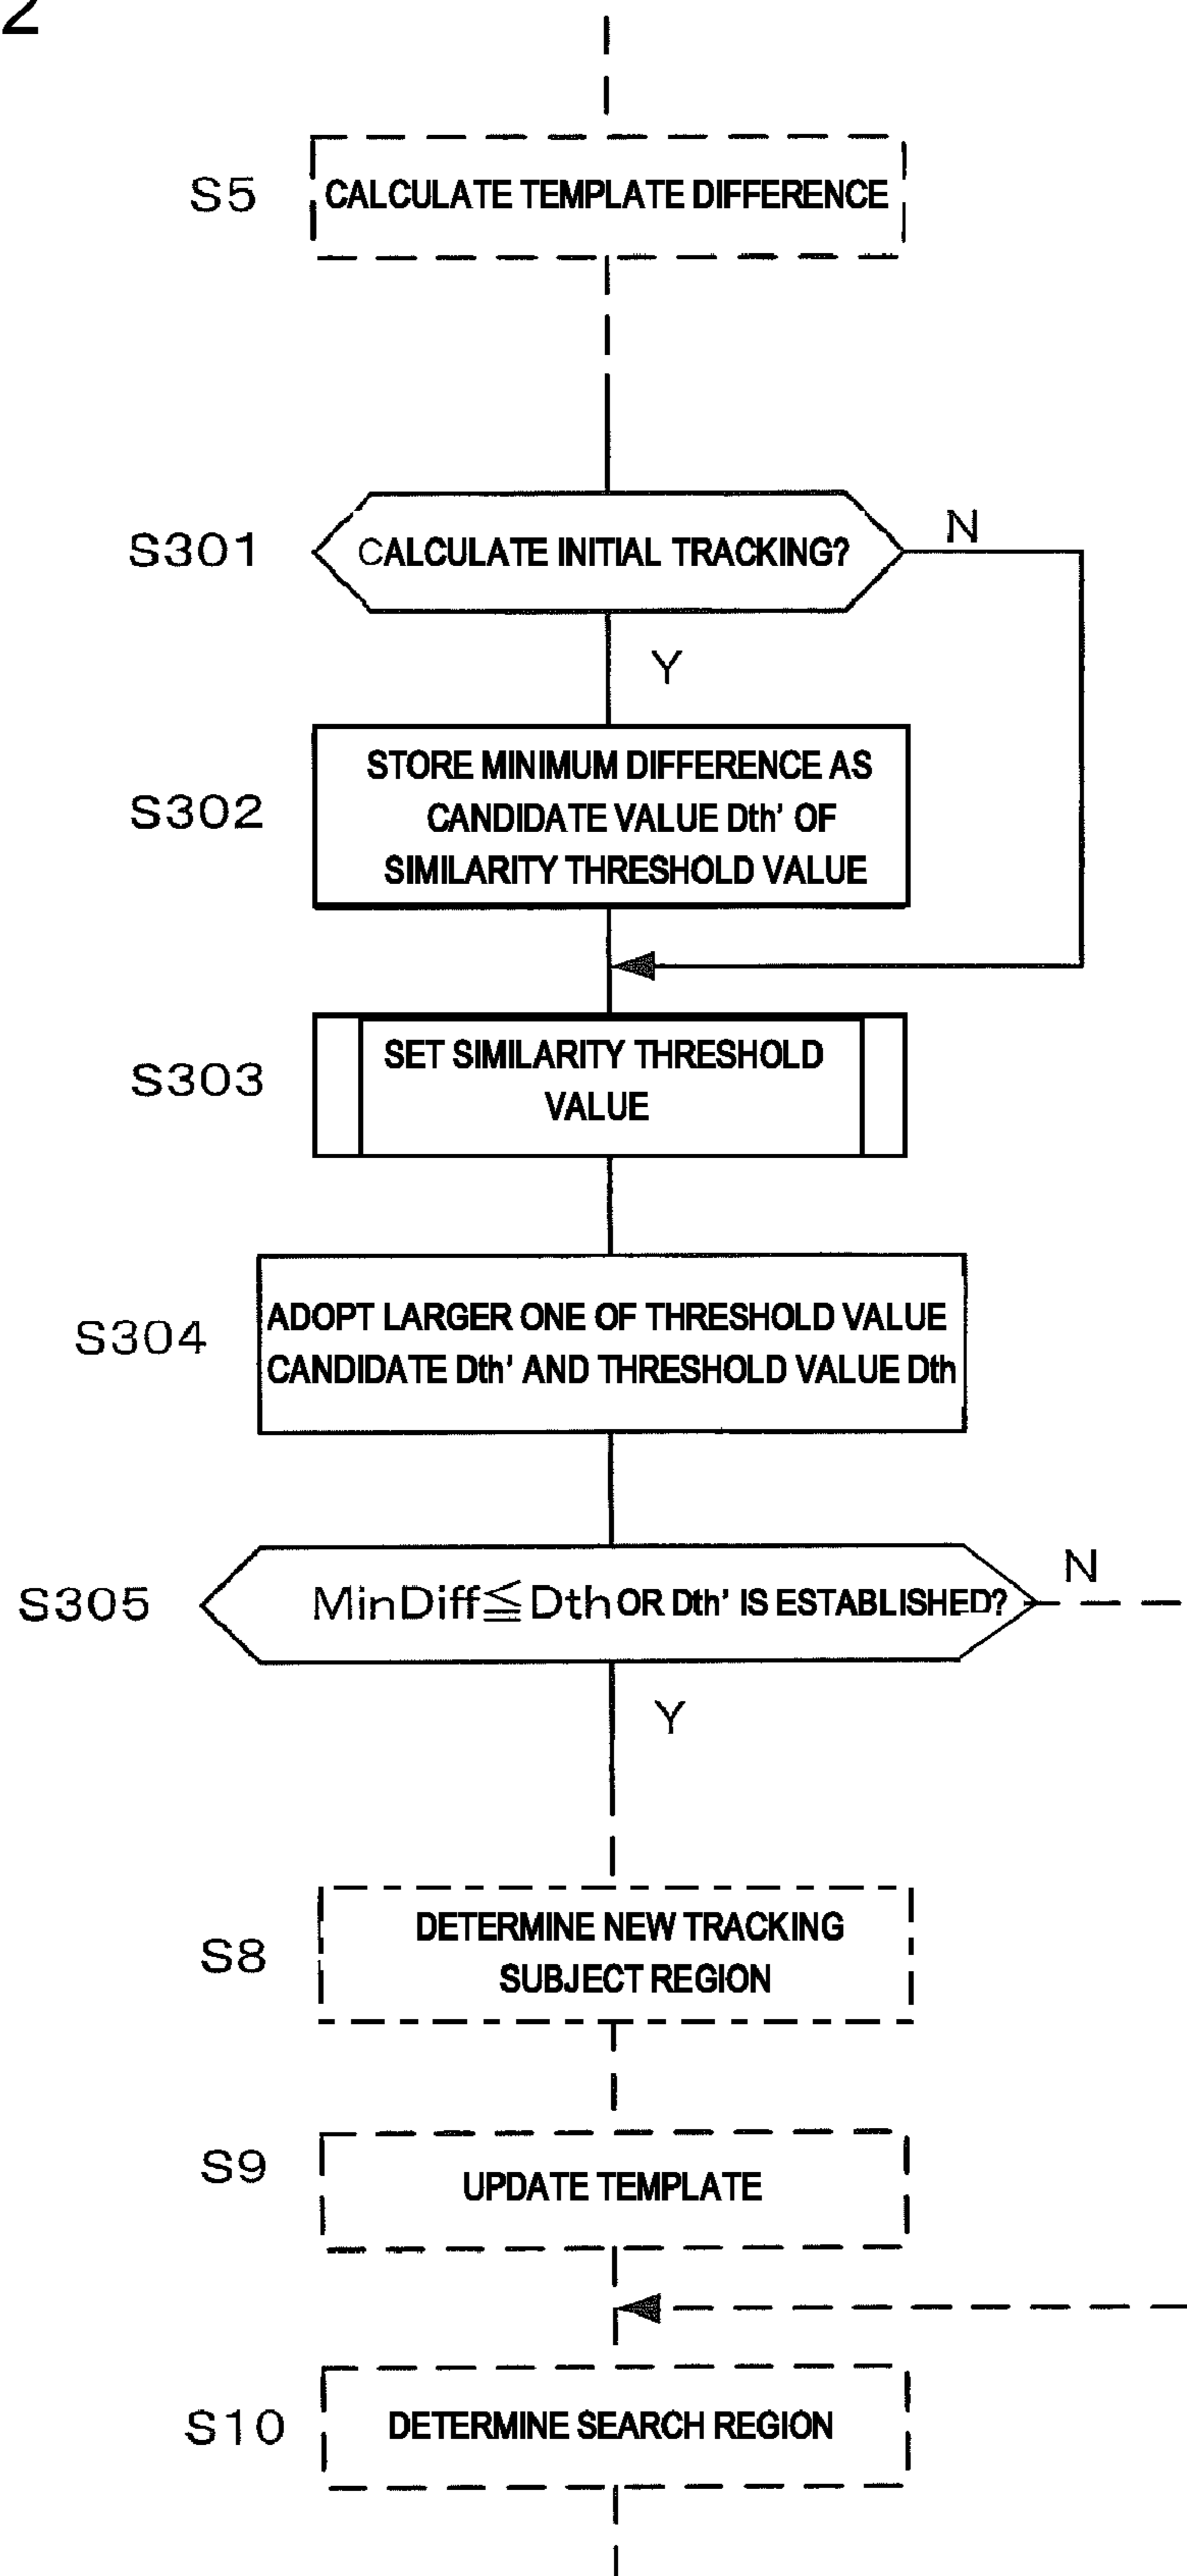 2
S5
CALCULATE TEMPLATE DIFFERENCE
S301
CALCULATE INITIAL TRACKING?
N
Y
S302
STORE MINIMUM DIFFERENCE AS
CANDIDATE VALUE Dth' OF
SIMILARITY THRESHOLD VALUE
S303
SET SIMILARITY THRESHOLD
VALUE
S304
ADOPT LARGER ONE OF THRESHOLD VALUE
CANDIDATE Dth' AND THRESHOLD VALUE Dth
S305
MinDiff≦Dth OR Dth' IS ESTABLISHED?
N
Y
S8
DETERMINE NEW TRACKING
SUBJECT REGION
S9
UPDATE TEMPLATE
S10
DETERMINE SEARCH REGION